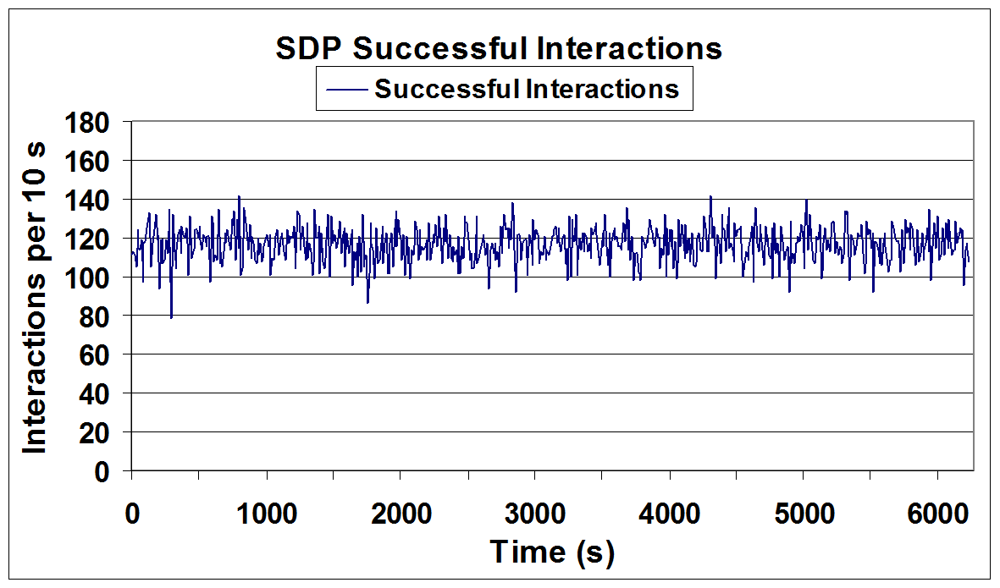 SDP Successful Interactions
Successful Interactions
180
160
140
120
100
80
60
40
20
0
Interactions per 10 s
0 1000 2000 3000 4000 5000 6000
Time (s)